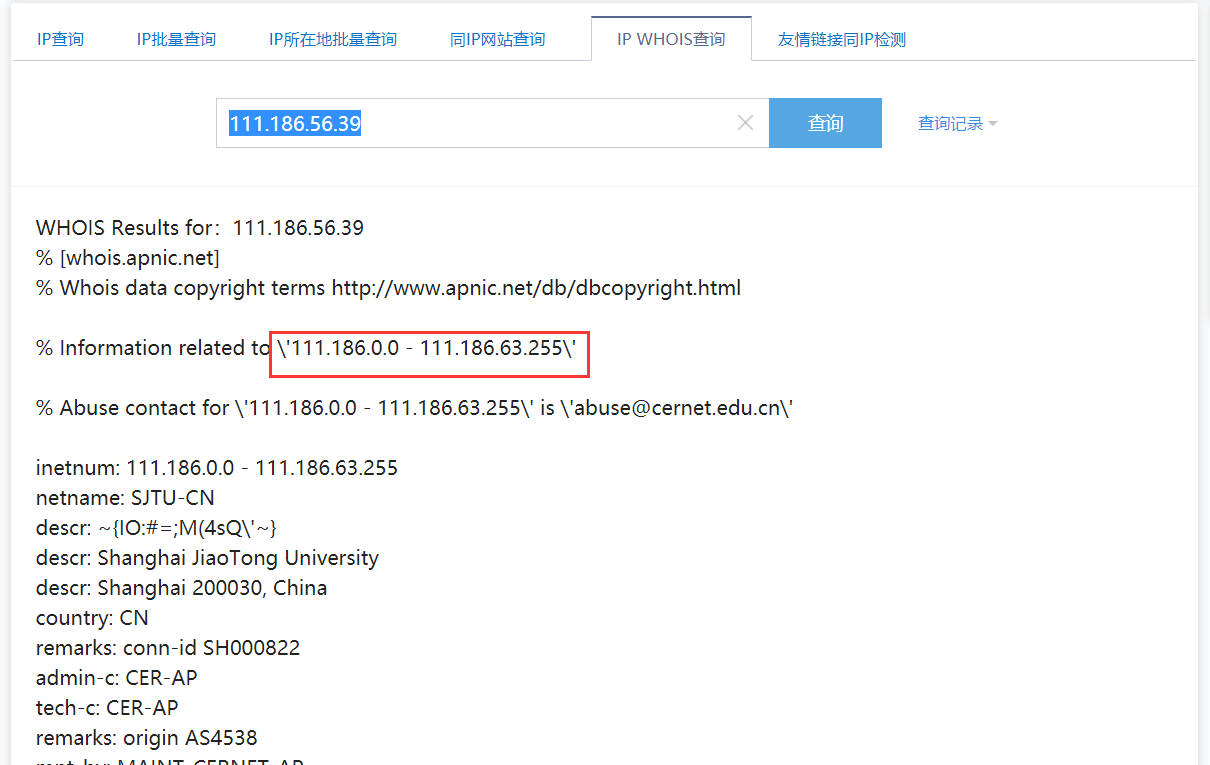 IP查询 IP批量查询 IP所在地批量查询 同IP网站查询 IP WHOIS查询 友情链接同IP检测
111.186.56.39 查询 查询记录
WHOIS Results for：111.186.56.39
% [whois.apnic.net]
% Whois data copyright terms http://www.apnic.net/db/dbcopyright.html
% Information related to \'111.186.0.0 - 111.186.63.255\'
% Abuse contact for \'111.186.0.0 - 111.186.63.255\' is \'abuse@cernet.edu.cn\'
inetnum: 111.186.0.0 - 111.186.63.255
netname: SJTU-CN
descr: ~{IO:#=;M(4sQ\'~}
descr: Shanghai JiaoTong University
descr: Shanghai 200030, China
country: CN
remarks: conn-id SH000822
admin-c: CER-AP
tech-c: CER-AP
remarks: origin AS4538
mnt-by: MAINT-CERNET-AP